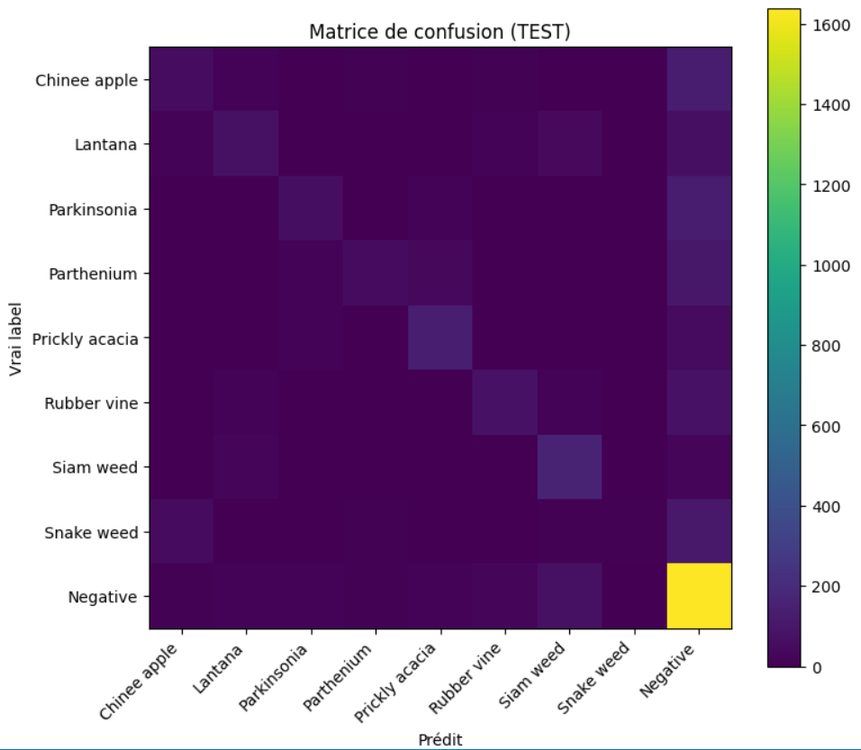 Matrice de confusion (TEST)
Chinee apple
Lantana
Parkinsonia
Parthenium
Prickly acacia
Rubber vine
Siam weed
Snake weed
Negative
Vrai label
Chinee apple
Lantana
Parkinsonia
Parthenium
Prickly acacia
Rubber vine
Siam weed
Snake weed
Negative
Prédit
1600
1400
1200
1000
800
600
400
200
0